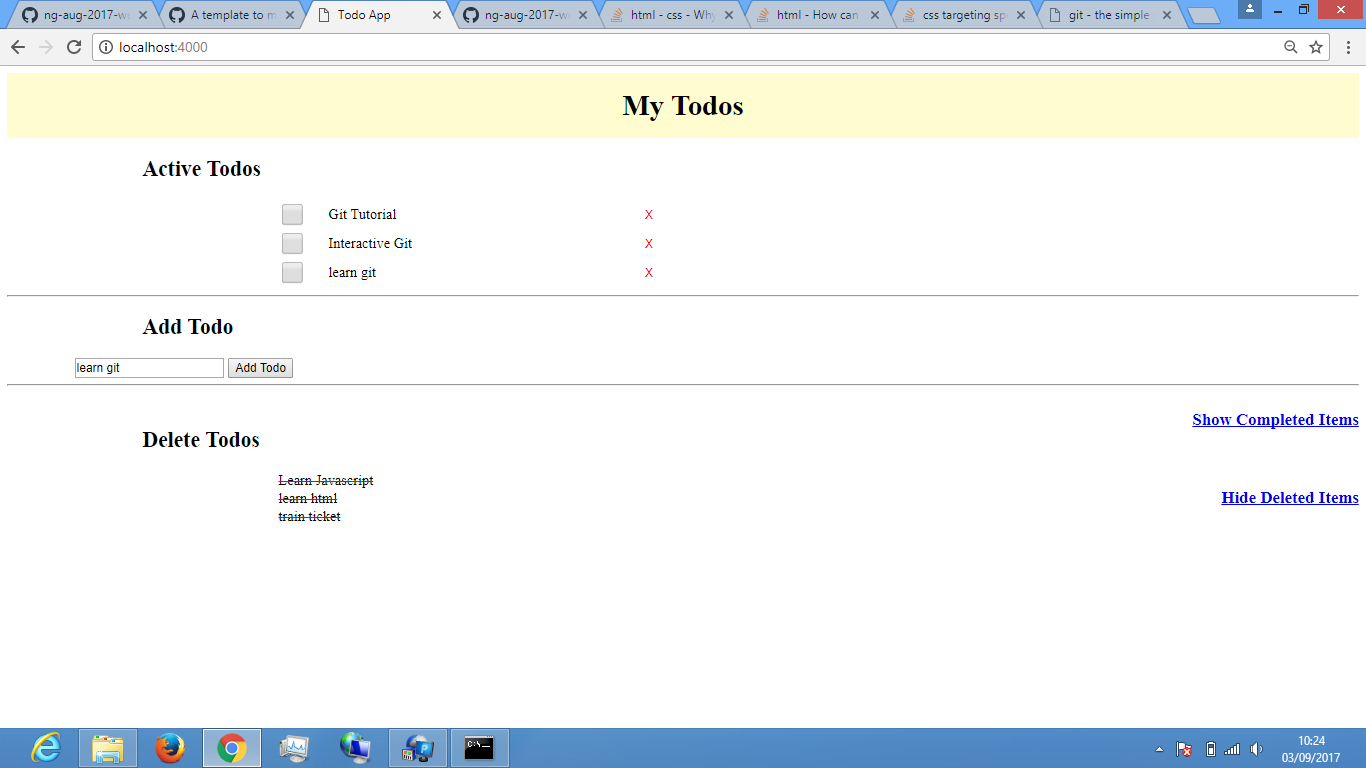 ng-aug-2017-w
A template to m
Todo App
ng-aug-2017-w
html - css - Why
html - How can
css targeting sp
git - the simple
localhost:4000
My Todos
Active Todos
Git Tutorial X
Interactive Git X
learn git X
Add Todo
learn git Add Todo
Show Completed Items
Delete Todos
Learn Javascript
learn html
Hide Deleted Items
train ticket
10:24
03/09/2017